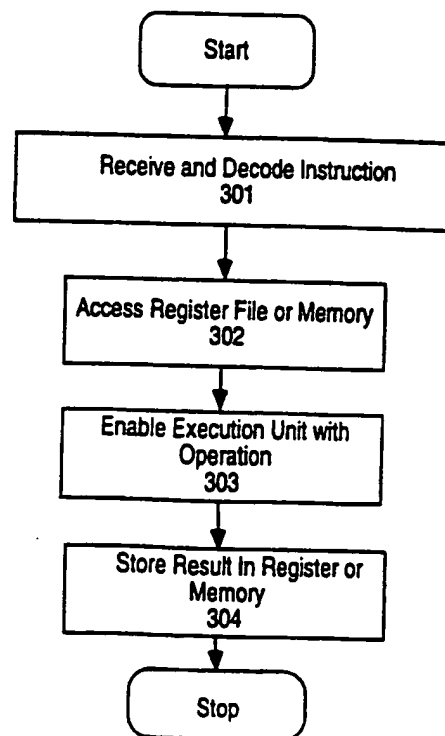 Start
Receive and Decode Instruction
301
Access Register File or Memory
302
Enable Execution Unit with
Operation
303
Store Result In Register or
Memory
304
Stop